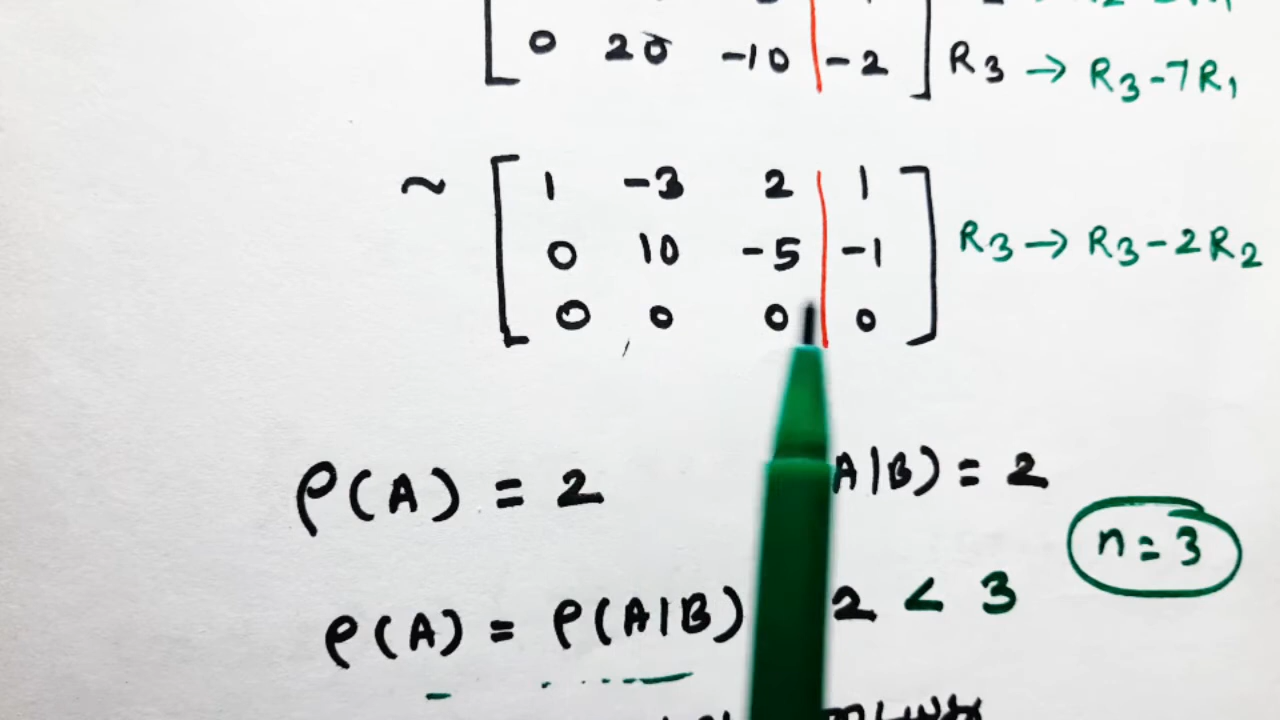 0 20 -10 | -2 R3 → R3-7R1
~ 1 -3 2 | 1
0 10 -5 | -1 R3 → R3-2R2
0 0 0 | 0
ρ(A) = 2 A|B) = 2
n = 3
ρ(A) = ρ(A|B) 2 < 3